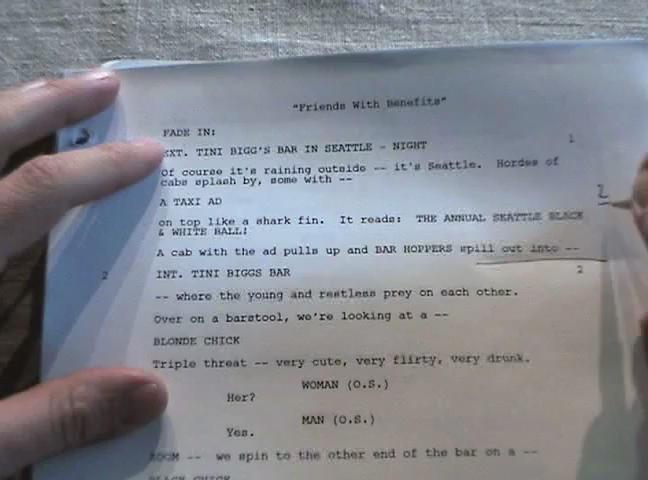 "Friends With Benefits"
FADE IN:
EXT. TINI BIGG'S BAR IN SEATTLE - NIGHT 1
Of course it's raining outside -- it's Seattle. Hordes of
cabs splash by, some with --
A TAXI AD
2
on top like a shark fin. It reads: THE ANNUAL SEATTLE BLACK
& WHITE BALL!
A cab with the ad pulls up and BAR HOPPERS spill out into --
2 INT. TINI BIGGS BAR 2
-- where the young and restless prey on each other.
Over on a barstool, we're looking at a --
BLONDE CHICK
Triple threat -- very cute, very flirty, very drunk.
WOMAN (O.S.)
Her?
MAN (O.S.)
Yes.
ZOOM -- we spin to the other end of the bar on a --
BLACK CHICK